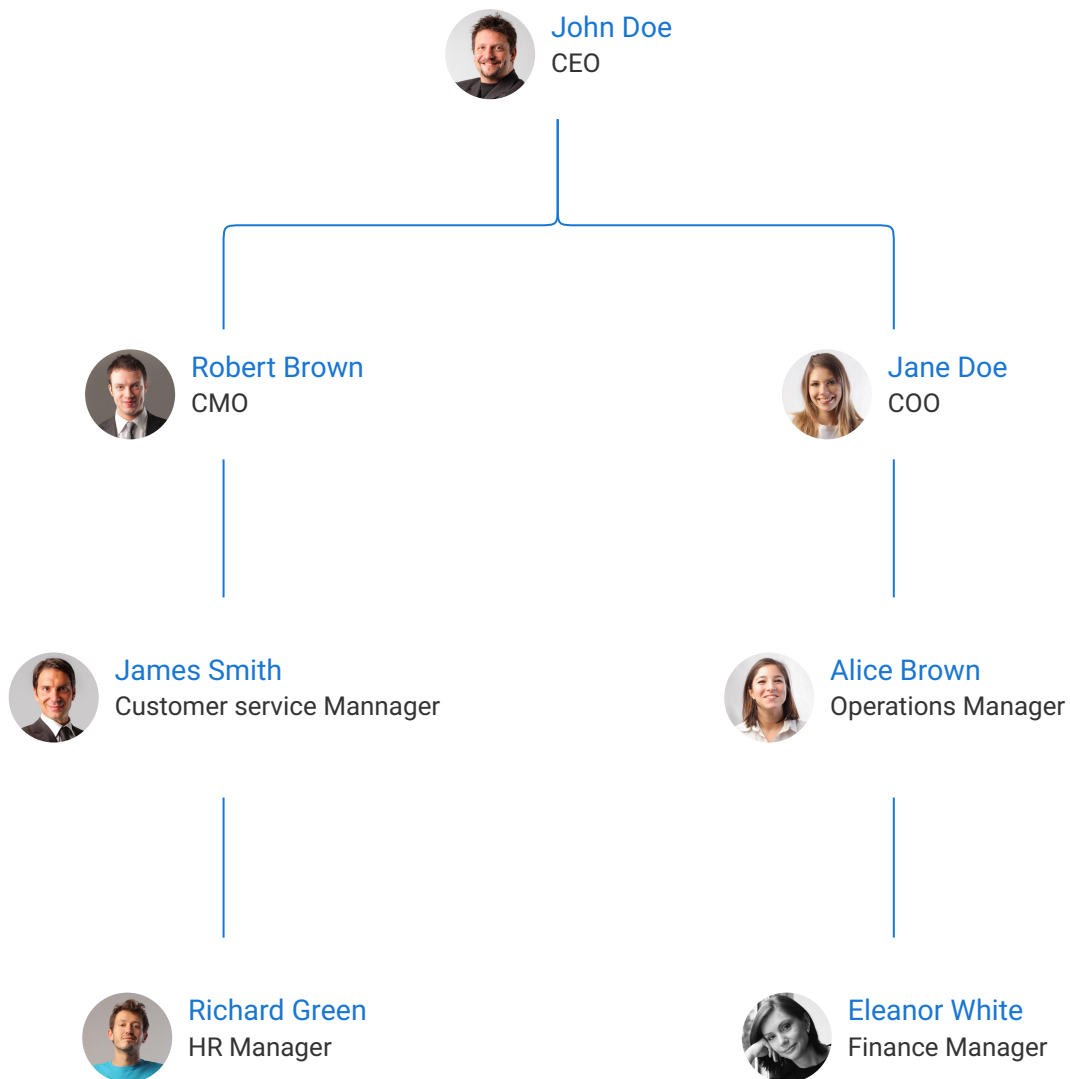 John Doe
CEO
Robert Brown
CMO
Jane Doe
COO
James Smith
Customer service Mannager
Alice Brown
Operations Manager
Richard Green
HR Manager
Eleanor White
Finance Manager